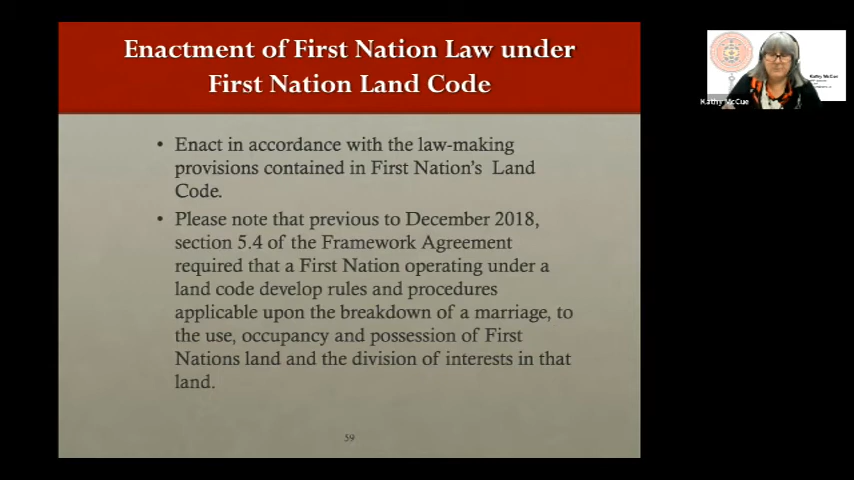 Enactment of First Nation Law under
First Nation Land Code
• Enact in accordance with the law-making
provisions contained in First Nation's Land
Code.
• Please note that previous to December 2018,
section 5.4 of the Framework Agreement
required that a First Nation operating under a
land code develop rules and procedures
applicable upon the breakdown of a marriage, to
the use, occupancy and possession of First
Nations land and the division of interests in that
land.
59
Kathy McCue
Kathy McCue